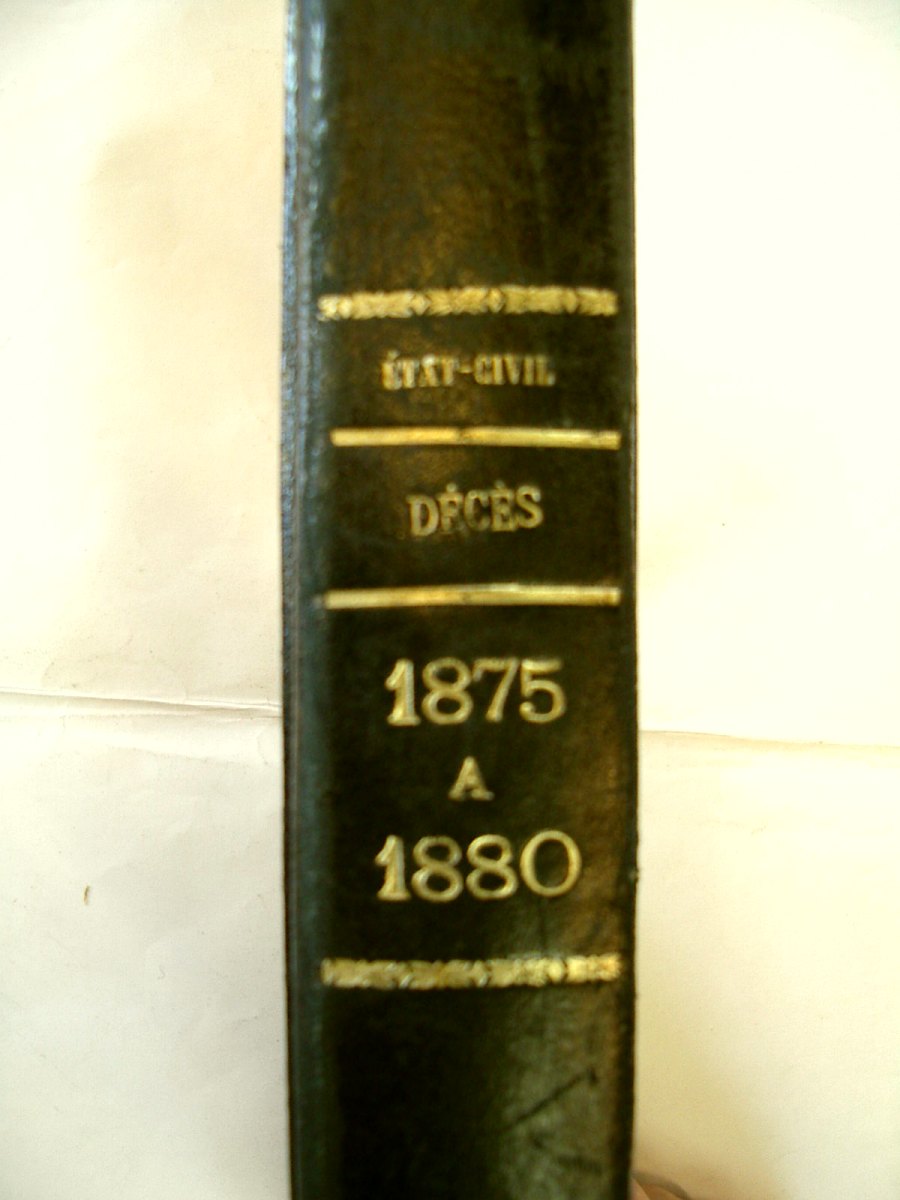 ÉTAT-CIVIL
DÉCÈS
1875
A
1880